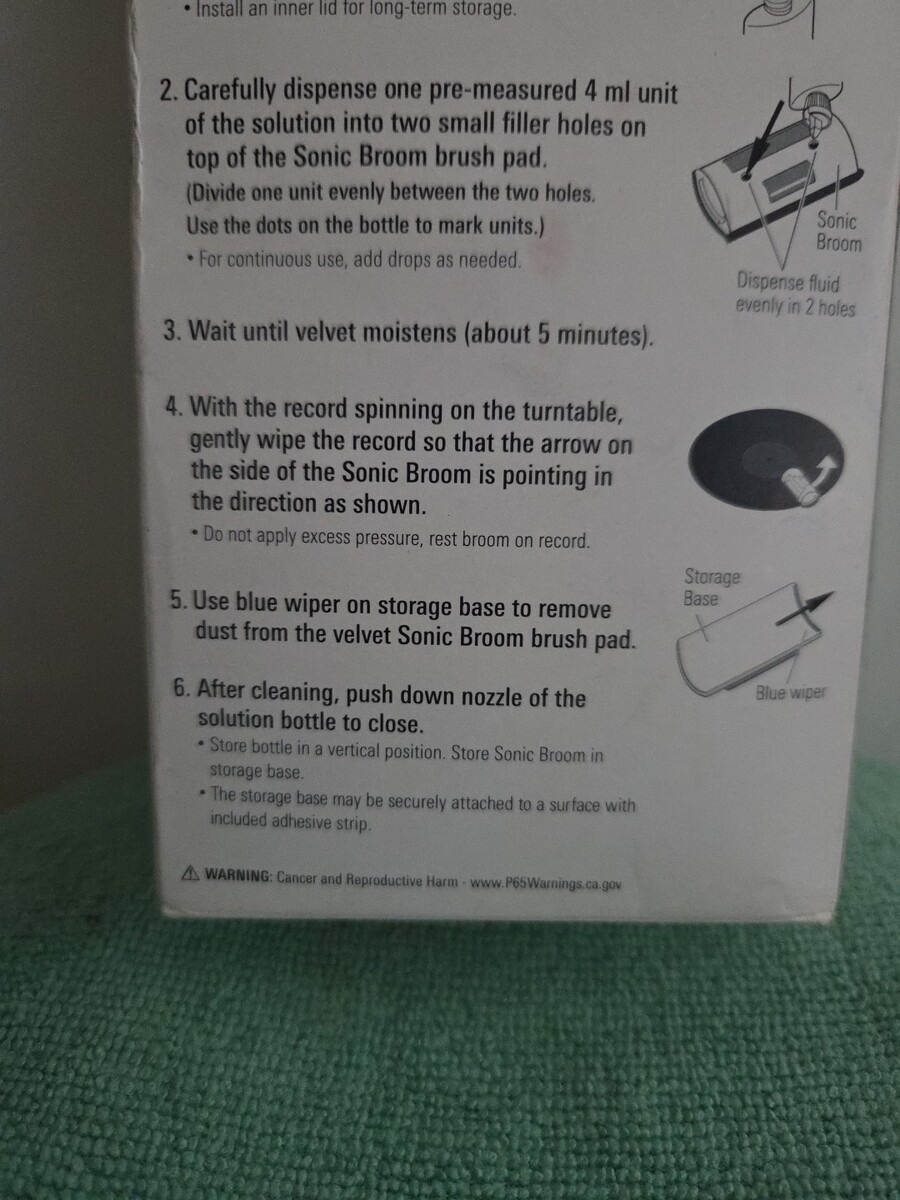 • Install an inner lid for long-term storage.
2. Carefully dispense one pre-measured 4 ml unit
of the solution into two small filler holes on
top of the Sonic Broom brush pad.
(Divide one unit evenly between the two holes.
Use the dots on the bottle to mark units.)
• For continuous use, add drops as needed.
Sonic
Broom
Dispense fluid
evenly in 2 holes
3. Wait until velvet moistens (about 5 minutes).
4. With the record spinning on the turntable,
gently wipe the record so that the arrow on
the side of the Sonic Broom is pointing in
the direction as shown.
• Do not apply excess pressure, rest broom on record.
5. Use blue wiper on storage base to remove
dust from the velvet Sonic Broom brush pad.
Storage
Base
Blue wiper
6. After cleaning, push down nozzle of the
solution bottle to close.
• Store bottle in a vertical position. Store Sonic Broom in
storage base.
• The storage base may be securely attached to a surface with
included adhesive strip.
⚠ WARNING: Cancer and Reproductive Harm - www.P65Warnings.ca.gov